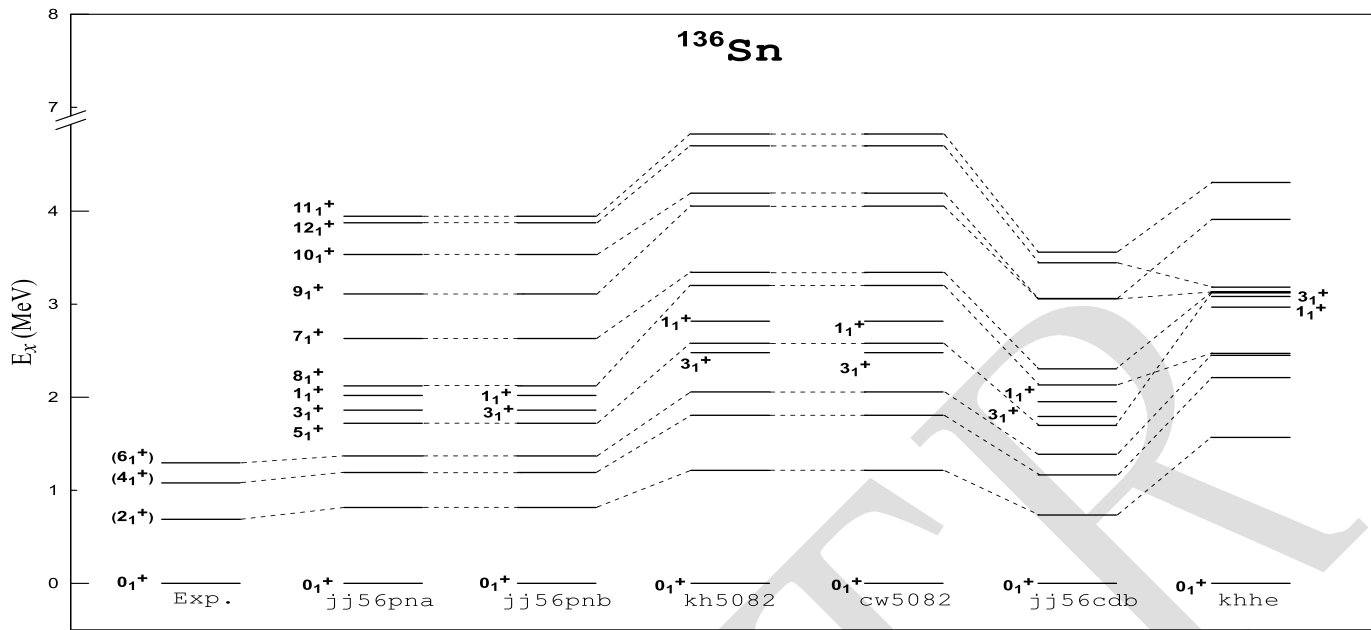 8
¹³⁶Sn
7
11₁⁺
4
12₁⁺
10₁⁺
9₁⁺
3₁⁺
1₁⁺
3
1₁⁺ 1₁⁺
7₁⁺
3₁⁺ 3₁⁺
8₁⁺
2
1₁⁺ 1₁⁺ 1₁⁺
3₁⁺ 3₁⁺ 3₁⁺
5₁⁺
(6₁⁺)
(4₁⁺)
1
(2₁⁺)
0 0₁⁺ 0₁⁺ 0₁⁺ 0₁⁺ 0₁⁺ 0₁⁺ 0₁⁺
Exp. jj56pna jj56pnb kh5082 cw5082 jj56cdb khhe
Eₓ (MeV)
TR